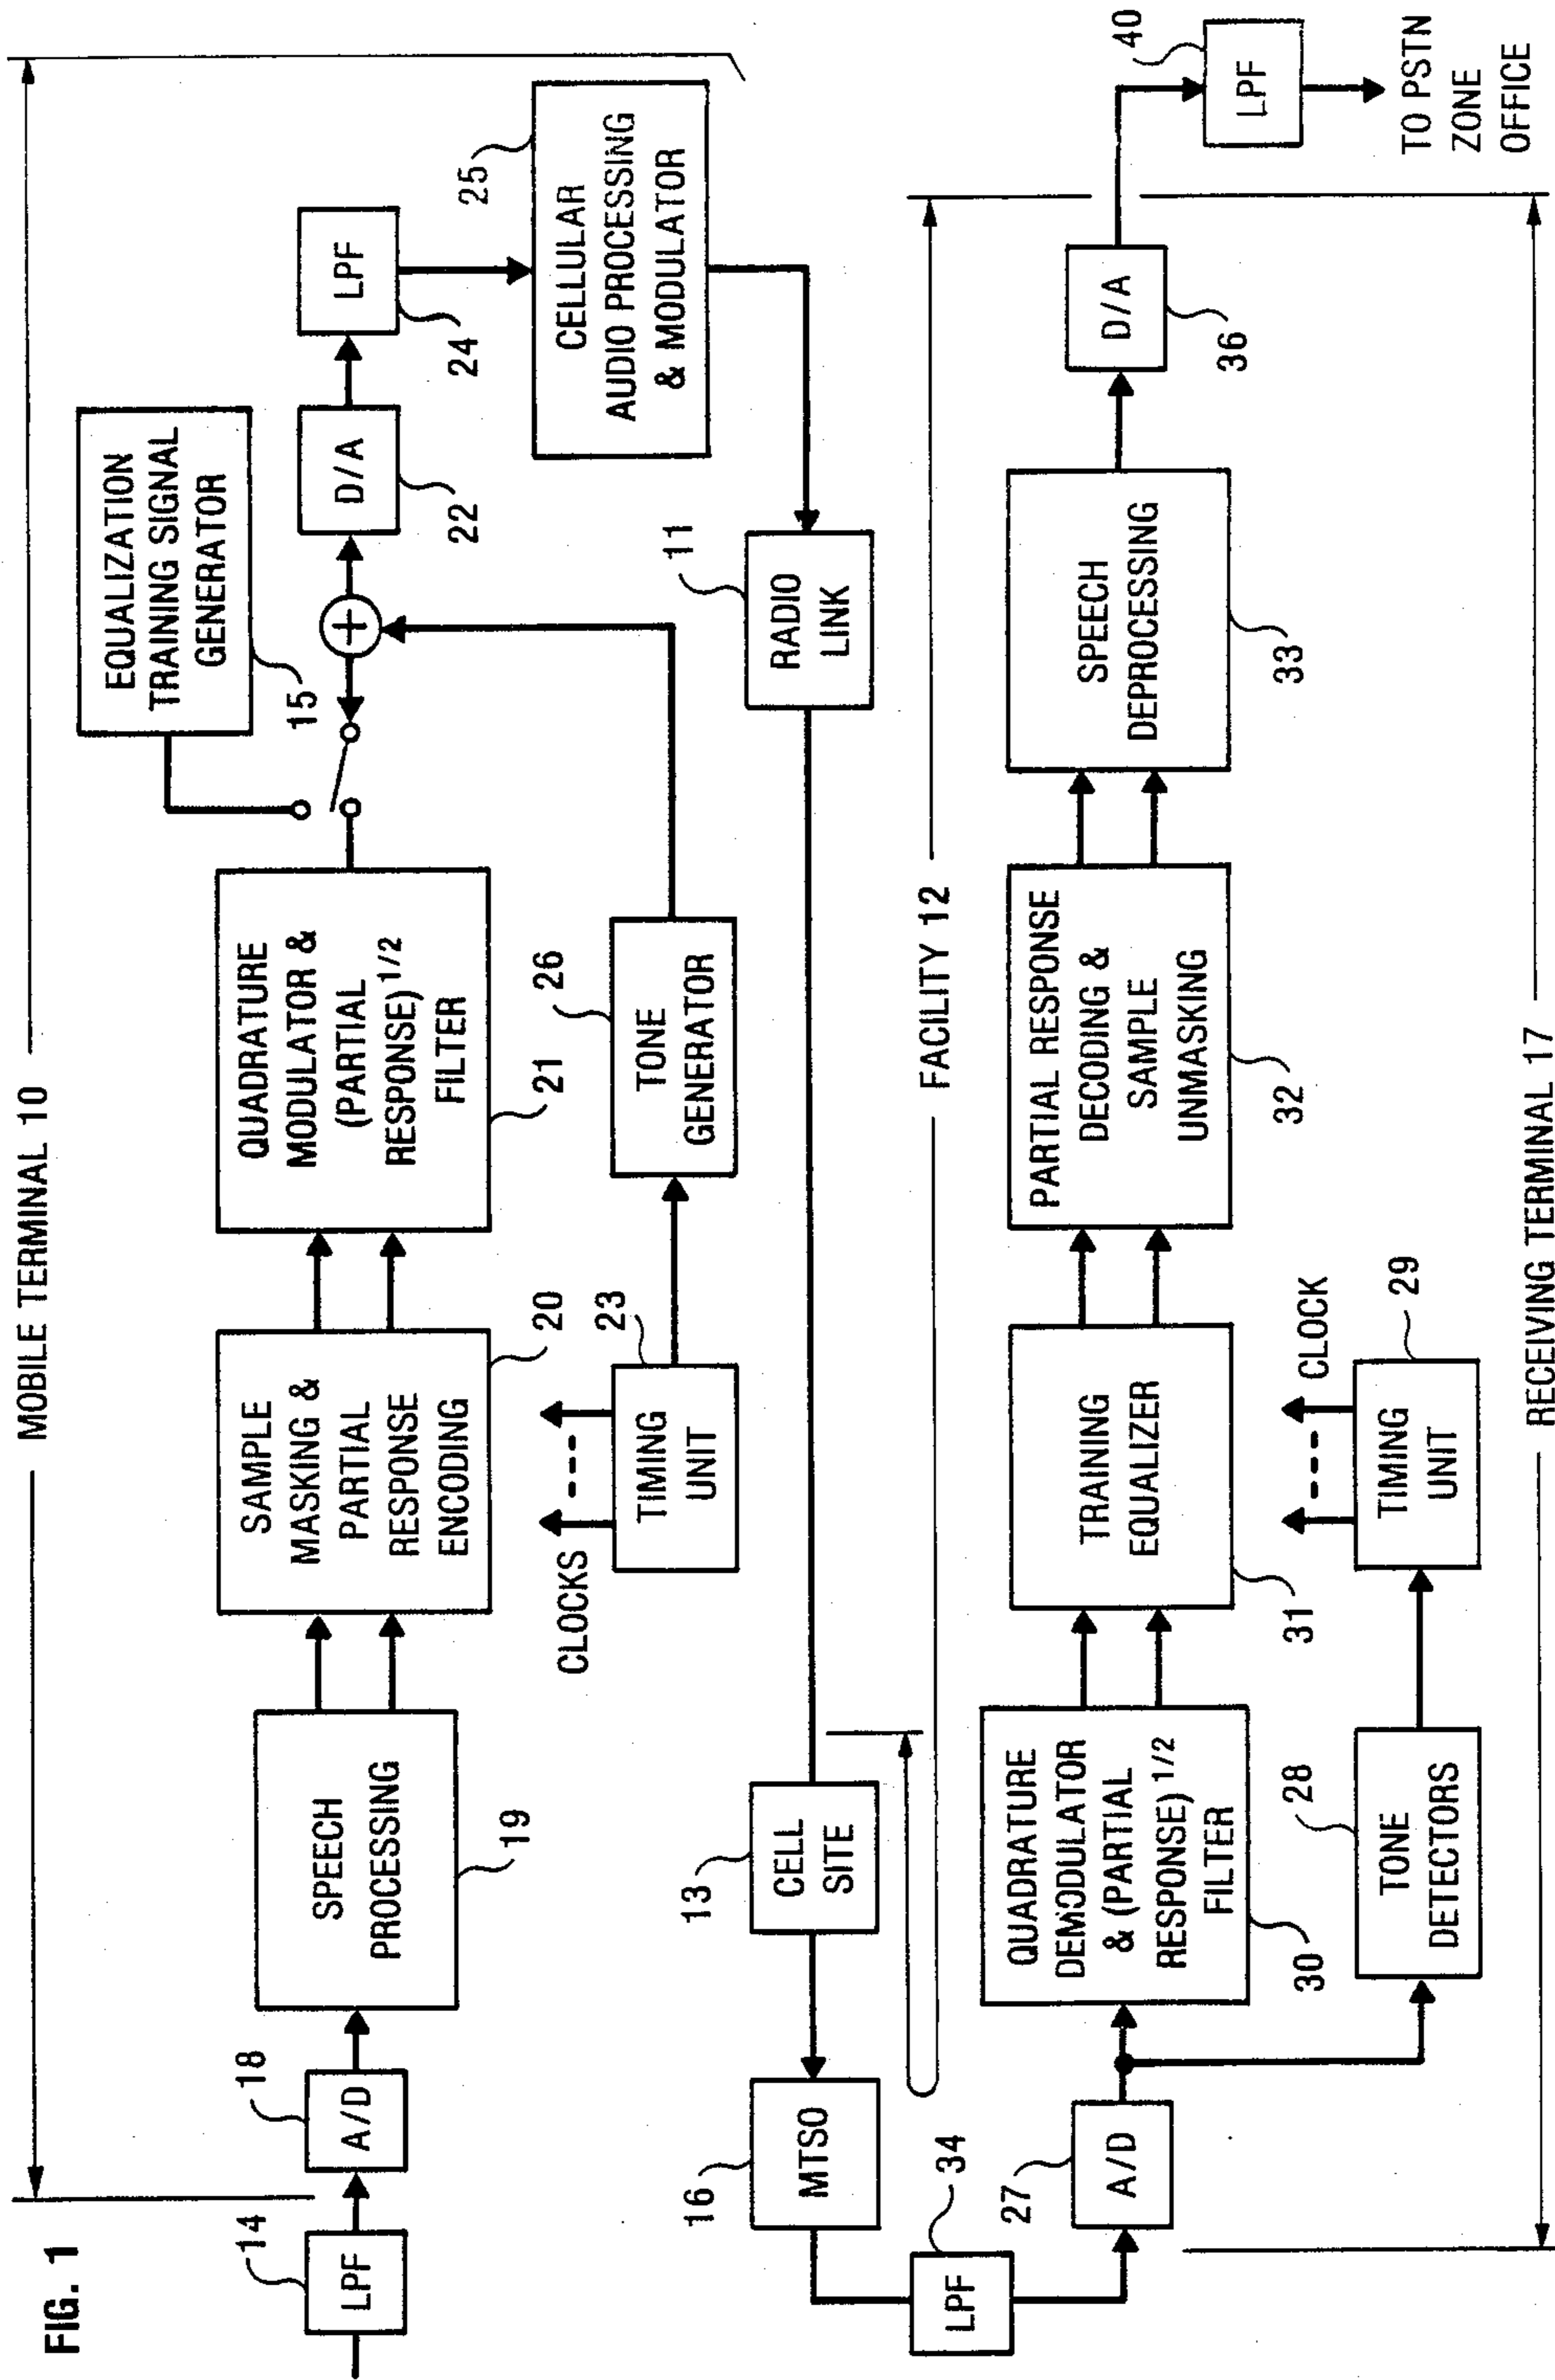 FIG. 1
MOBILE TERMINAL 10
14
LPF
18
A/D
SPEECH
PROCESSING
19
SAMPLE
MASKING &
PARTIAL
RESPONSE
ENCODING
20
QUADRATURE
MODULATOR &
(PARTIAL
RESPONSE) 1/2
FILTER
21
EQUALIZATION
TRAINING SIGNAL
GENERATOR
15
+
D/A
22
LPF
24
25
CELLULAR
AUDIO PROCESSING
& MODULATOR
CLOCKS
23
TIMING
UNIT
26
TONE
GENERATOR
11
RADIO
LINK
13
CELL
SITE
16
MTSO
34
LPF
FACILITY 12
27
A/D
QUADRATURE
DEMODULATOR
& (PARTIAL
RESPONSE) 1/2
FILTER
30
28
TONE
DETECTORS
TRAINING
EQUALIZER
31
CLOCK
29
TIMING
UNIT
PARTIAL RESPONSE
DECODING &
SAMPLE
UNMASKING
32
SPEECH
DEPROCESSING
33
D/A
36
40
LPF
TO PSTN
ZONE
OFFICE
RECEIVING TERMINAL 17